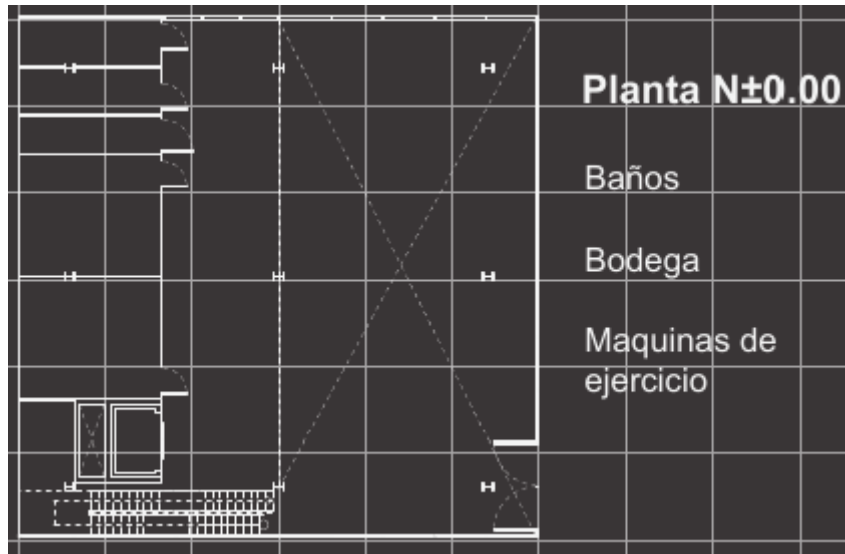 Planta N±0.00
Baños
Bodega
Maquinas de
ejercicio